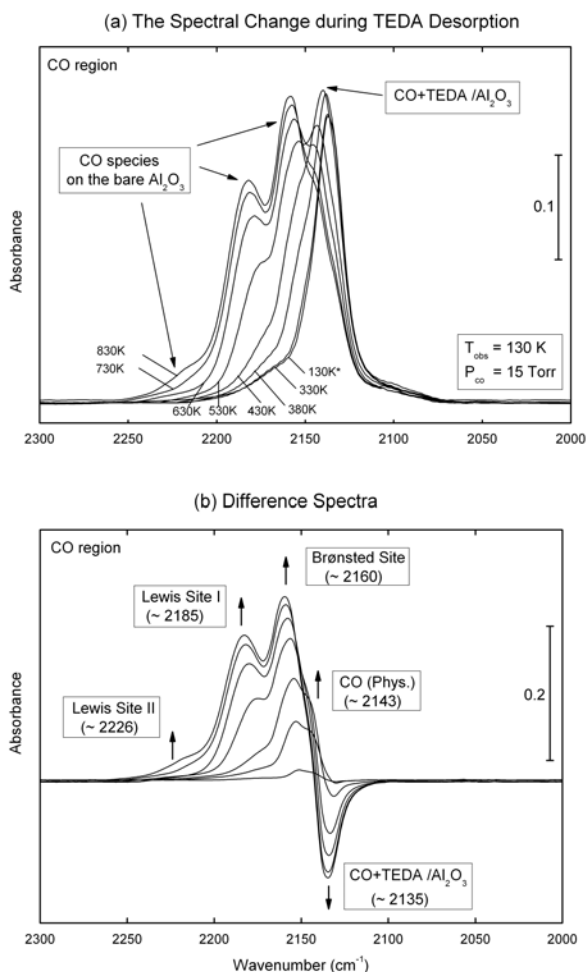 (a) The Spectral Change during TEDA Desorption
CO region
CO+TEDA /Al₂O₃
CO species
on the bare Al₂O₃
0.1
Absorbance
830K
730K
630K
530K
430K
380K
330K
130K*
T_obs = 130 K
P_co = 15 Torr
2300 2250 2200 2150 2100 2050 2000
(b) Difference Spectra
CO region
Brønsted Site
(~ 2160)
Lewis Site I
(~ 2185)
CO (Phys.)
(~ 2143)
Lewis Site II
(~ 2226)
0.2
Absorbance
CO+TEDA /Al₂O₃
(~ 2135)
2300 2250 2200 2150 2100 2050 2000
Wavenumber (cm⁻¹)